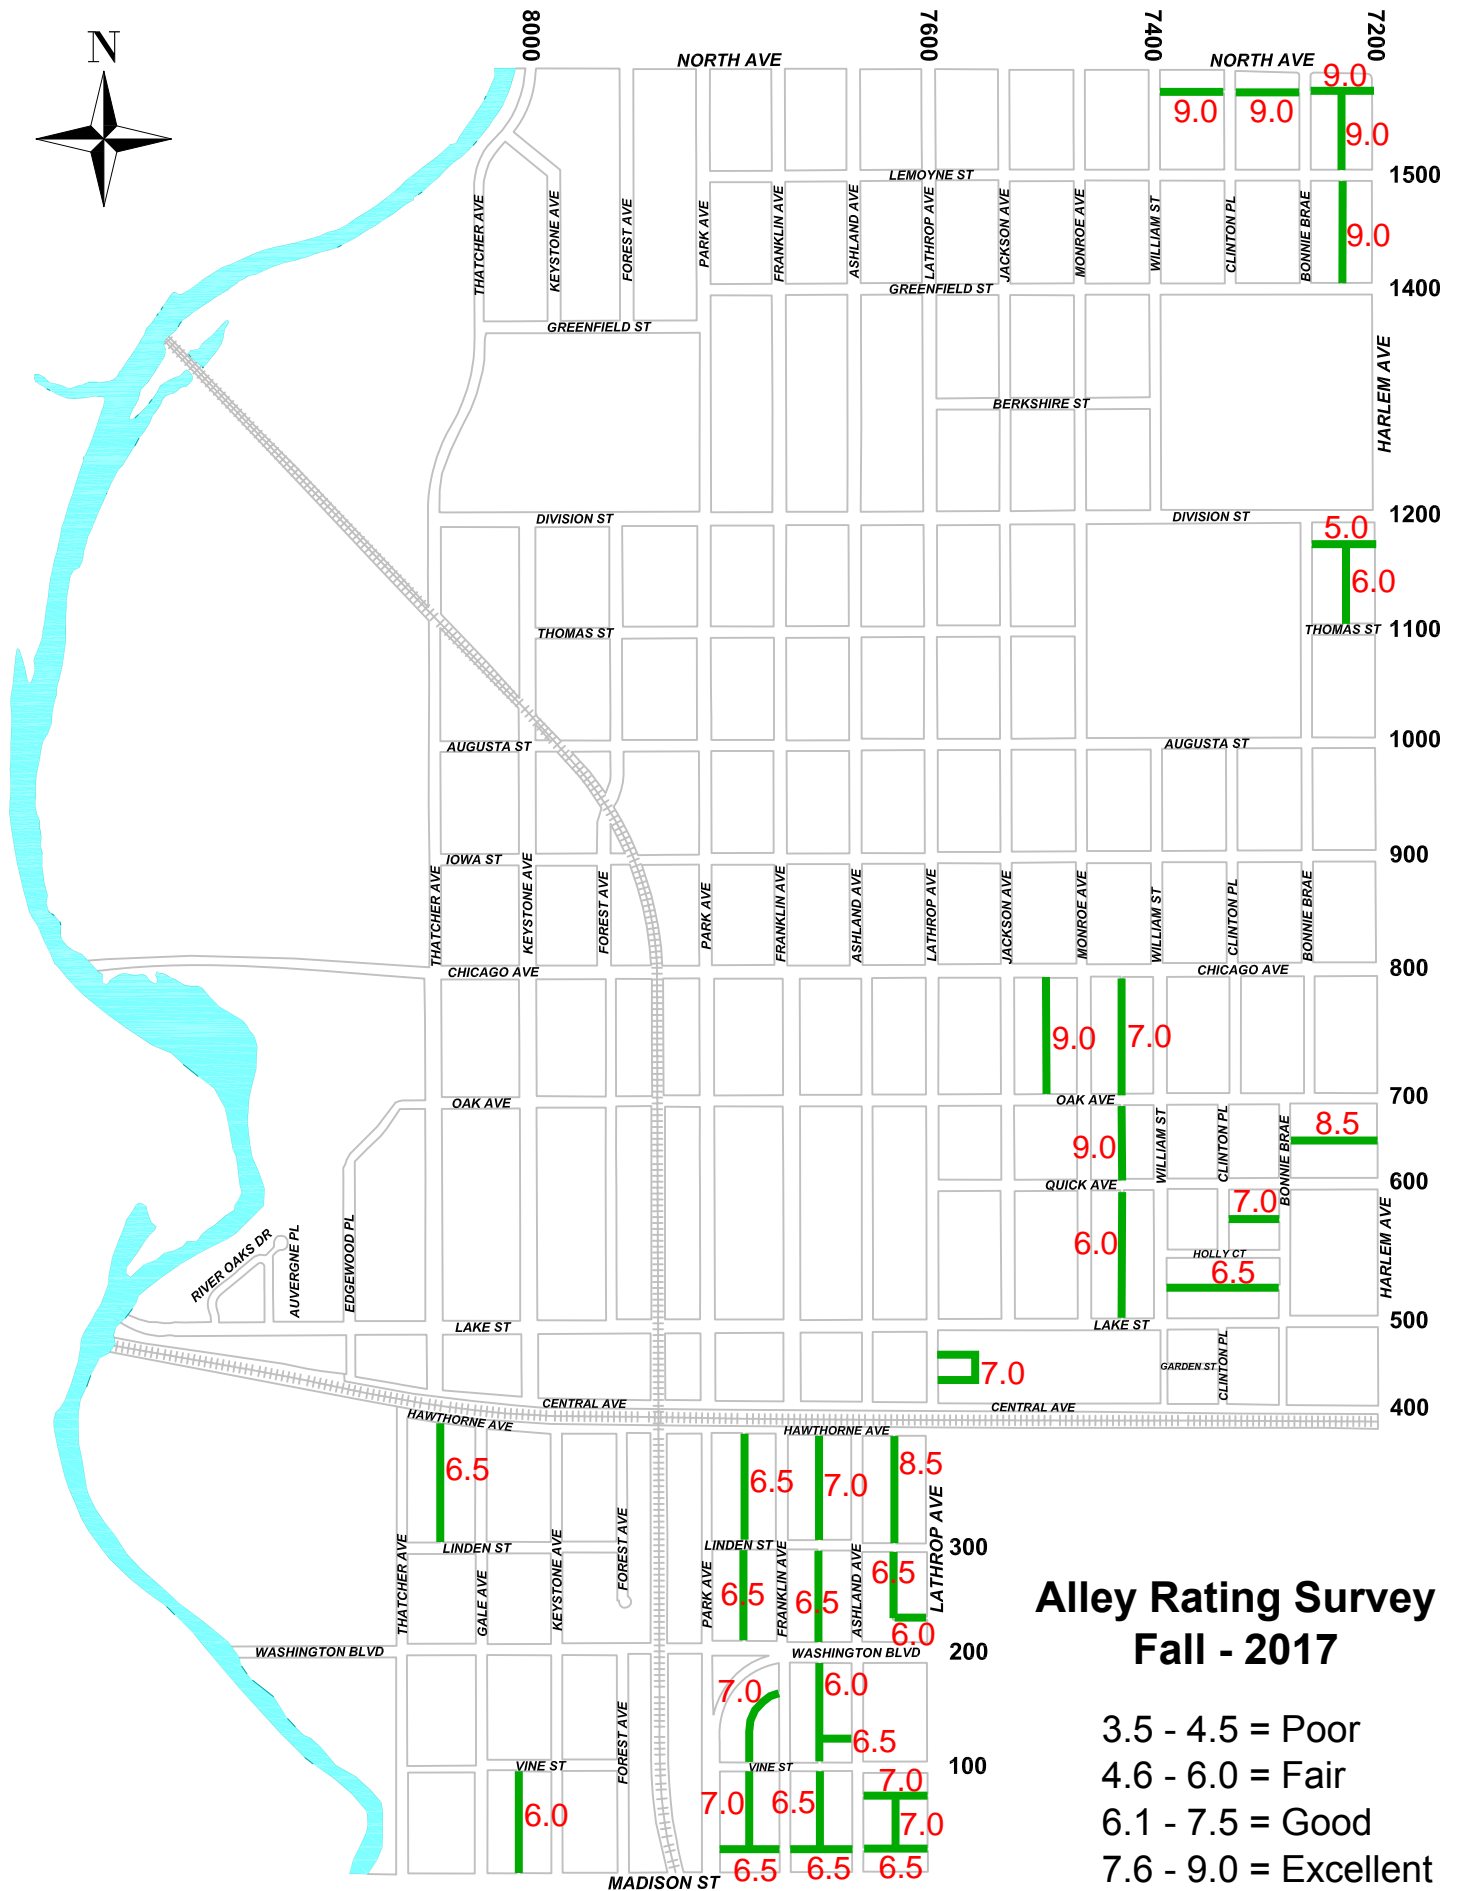 N
8000
7600
7400
7200
NORTH AVE
NORTH AVE
9.0
9.0
9.0
9.0
LEMOYNE ST
1500
THATCHER AVE
KEYSTONE AVE
FOREST AVE
PARK AVE
FRANKLIN AVE
ASHLAND AVE
LATHROP AVE
JACKSON AVE
MONROE AVE
WILLIAM ST
CLINTON PL
BONNIE BRAE
9.0
GREENFIELD ST
1400
GREENFIELD ST
HARLEM AVE
BERKSHIRE ST
DIVISION ST
DIVISION ST
1200
5.0
6.0
THOMAS ST
THOMAS ST
1100
AUGUSTA ST
AUGUSTA ST
1000
IOWA ST
900
THATCHER AVE
KEYSTONE AVE
FOREST AVE
PARK AVE
FRANKLIN AVE
ASHLAND AVE
LATHROP AVE
JACKSON AVE
MONROE AVE
WILLIAM ST
CLINTON PL
BONNIE BRAE
CHICAGO AVE
CHICAGO AVE
800
9.0
7.0
OAK AVE
OAK AVE
700
9.0
WILLIAM ST
CLINTON PL
BONNIE BRAE
8.5
QUICK AVE
600
7.0
RIVER OAKS DR
AUVERGNE PL
EDGEWOOD PL
6.0
HOLLY CT
6.5
HARLEM AVE
LAKE ST
LAKE ST
500
7.0
GARDEN ST
CLINTON PL
CENTRAL AVE
CENTRAL AVE
400
HAWTHORNE AVE
HAWTHORNE AVE
6.5
6.5
7.0
8.5
LINDEN ST
LINDEN ST
300
THATCHER AVE
GALE AVE
KEYSTONE AVE
FOREST AVE
PARK AVE
FRANKLIN AVE
ASHLAND AVE
LATHROP AVE
6.5
6.5
6.5
6.0
WASHINGTON BLVD
WASHINGTON BLVD
200
7.0
6.0
6.5
FOREST AVE
VINE ST
VINE ST
100
6.0
7.0
6.5
7.0
7.0
6.5
6.5
6.5
MADISON ST
Alley Rating Survey
Fall - 2017
3.5 - 4.5 = Poor
4.6 - 6.0 = Fair
6.1 - 7.5 = Good
7.6 - 9.0 = Excellent